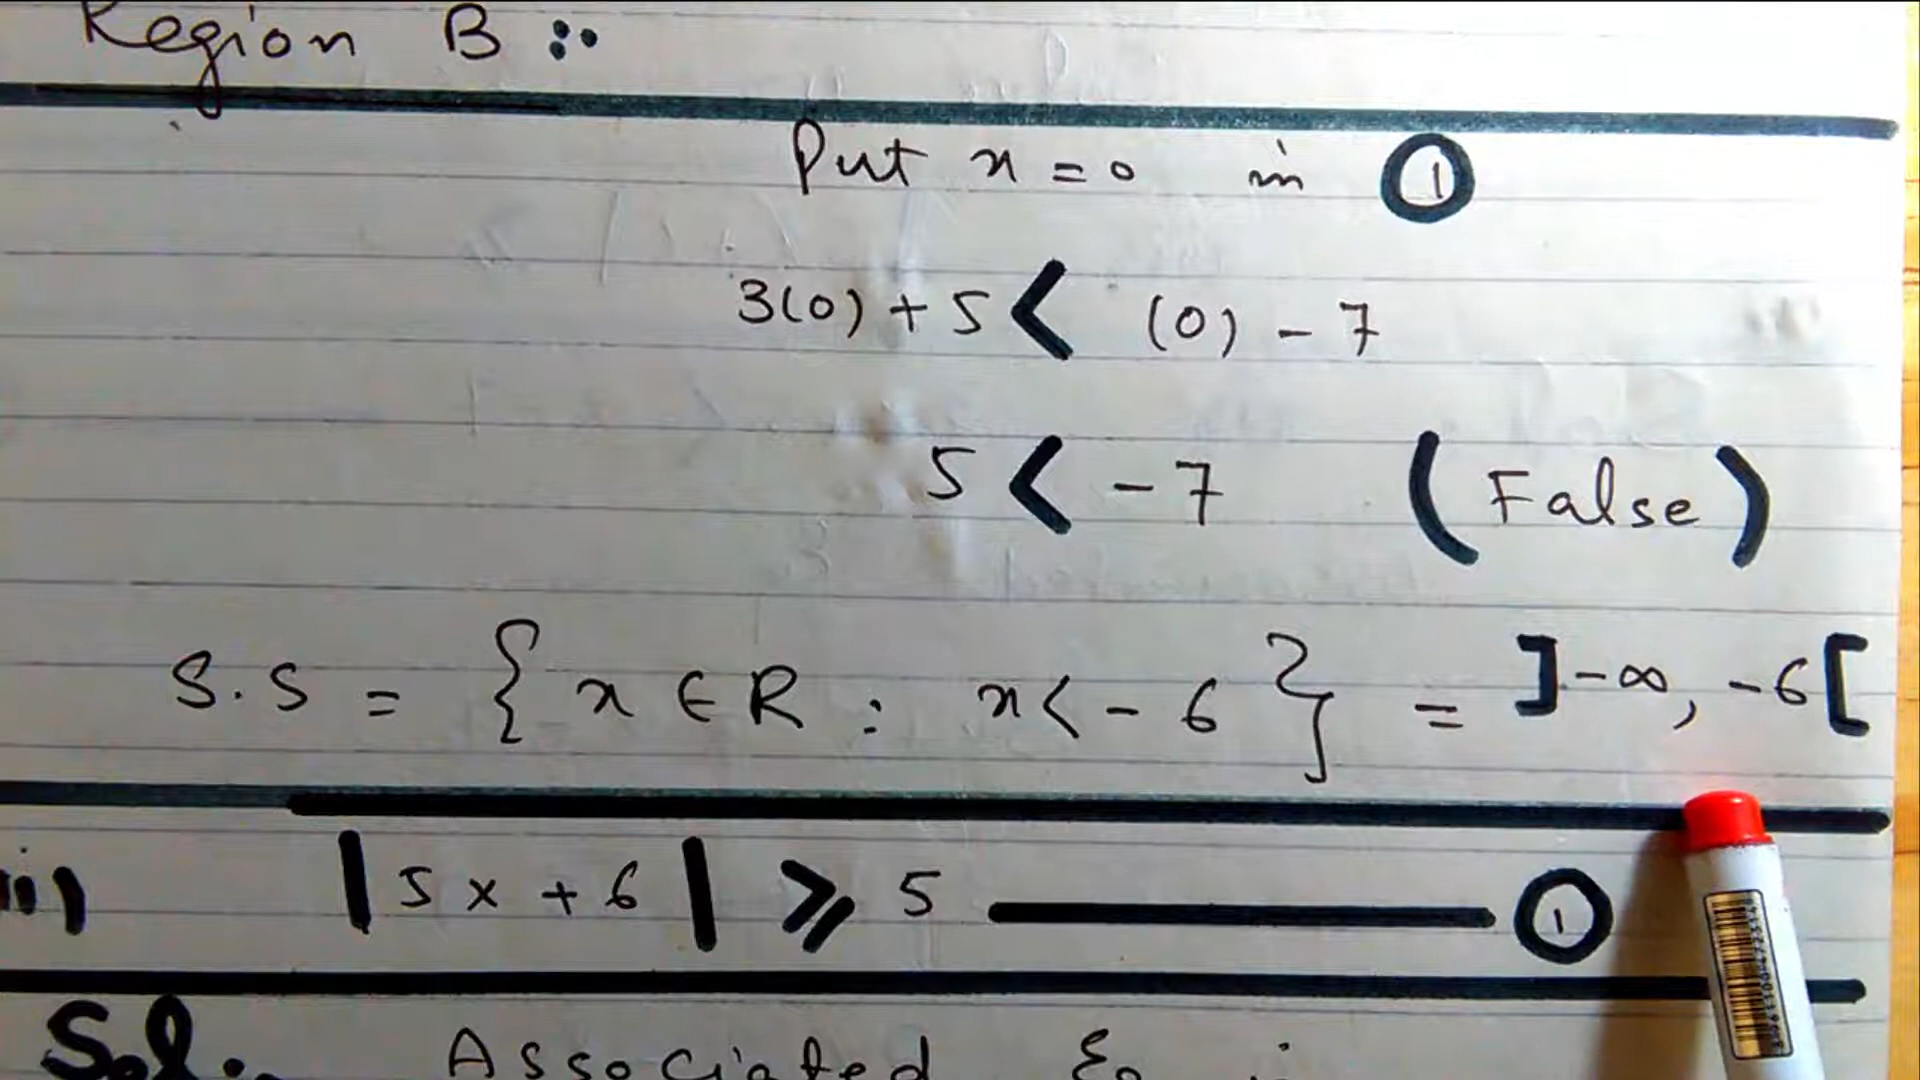 Region B :·
Put x = 0 in ①
3(0) + 5 < (0) - 7
5 < - 7 (False)
S.S = { x ∈ R : x < - 6 } = ]-∞, -6[
ii) |5x + 6| ⩾ 5 ——— ①
Sol: Associated Eq